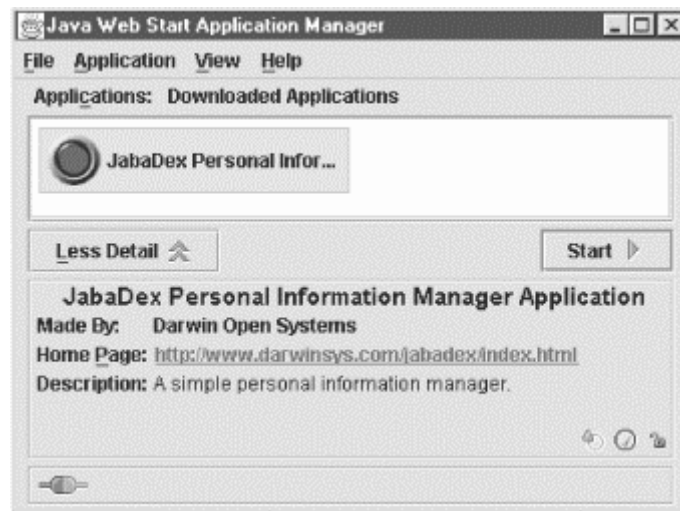 Java Web Start Application Manager
File Application View Help
Applications: Downloaded Applications
JabaDex Personal Infor...
Less Detail
Start
JabaDex Personal Information Manager Application
Made By: Darwin Open Systems
Home Page: http://www.darwinsys.com/jabadex/index.html
Description: A simple personal information manager.